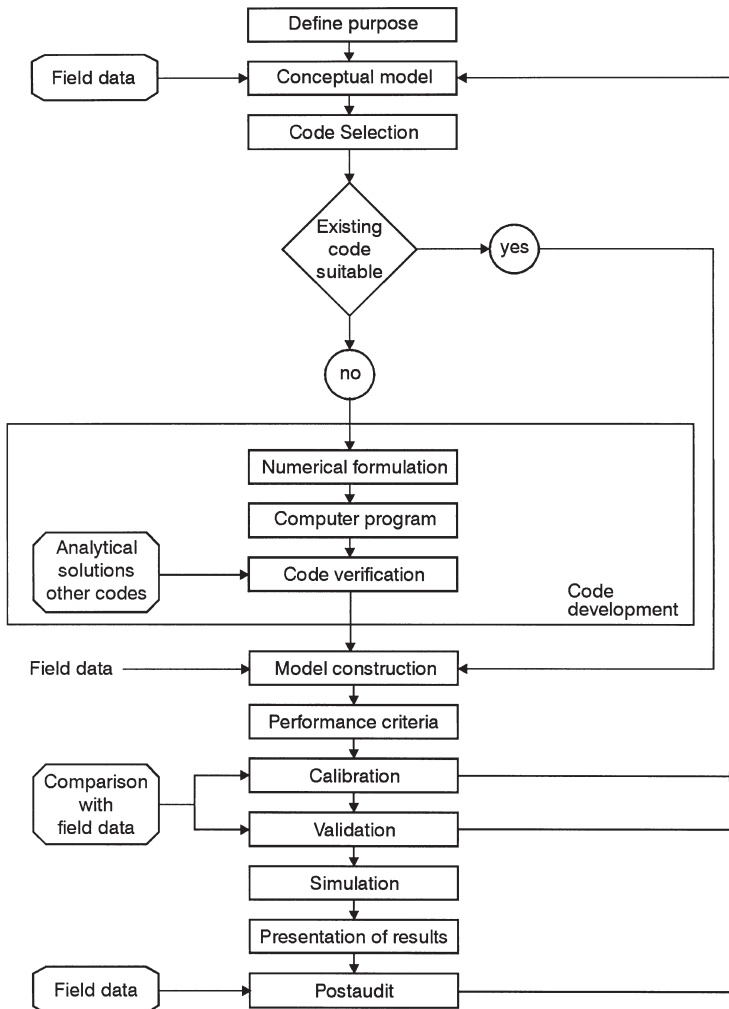 Define purpose
Field data
Conceptual model
Code Selection
Existing
code
suitable
yes
no
Numerical formulation
Computer program
Analytical
solutions
other codes
Code verification
Code
development
Field data
Model construction
Performance criteria
Comparison
with
field data
Calibration
Validation
Simulation
Presentation of results
Field data
Postaudit